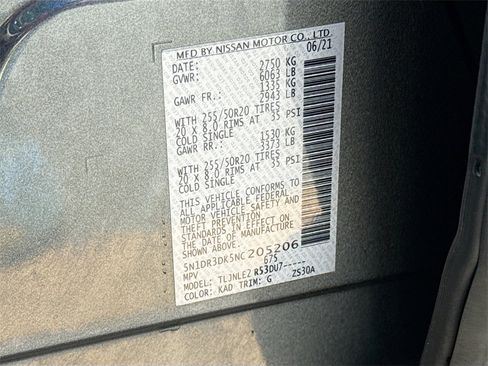 MFD BY NISSAN MOTOR CO., LTD.
DATE: 06/21
GVWR: 2750 KG
6063 LB
GAWR FR.: 1335 KG
2943 LB
WITH 255/50R20 TIRES
20 X 8.0 RIMS AT 35 PSI
COLD SINGLE
GAWR RR.: 1530 KG
3373 LB
WITH 255/50R20 TIRES
20 X 8.0 RIMS AT 35 PSI
COLD SINGLE
THIS VEHICLE CONFORMS TO
ALL APPLICABLE FEDERAL
MOTOR VEHICLE SAFETY AND
THEFT PREVENTION
STANDARDS IN EFFECT ON
THE DATE OF MANUFACTURE
SHOWN ABOVE.
5N1DR3DK5NC205206
MPV 675
MODEL: TLJNLE2 R53DU7-----
COLOR: KAD TRIM: G ZS30A